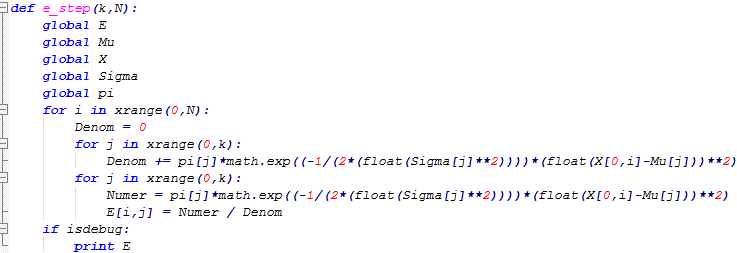 def e_step(k,N):
    global E
    global Mu
    global X
    global Sigma
    global pi
    for i in xrange(0,N):
        Denom = 0
        for j in xrange(0,k):
            Denom += pi[j]*math.exp((-1/(2*(float(Sigma[j]**2))))*(float(X[0,i]-Mu[j]))**2)
        for j in xrange(0,k):
            Numer = pi[j]*math.exp((-1/(2*(float(Sigma[j]**2))))*(float(X[0,i]-Mu[j]))**2)
            E[i,j] = Numer / Denom
    if isdebug:
        print E